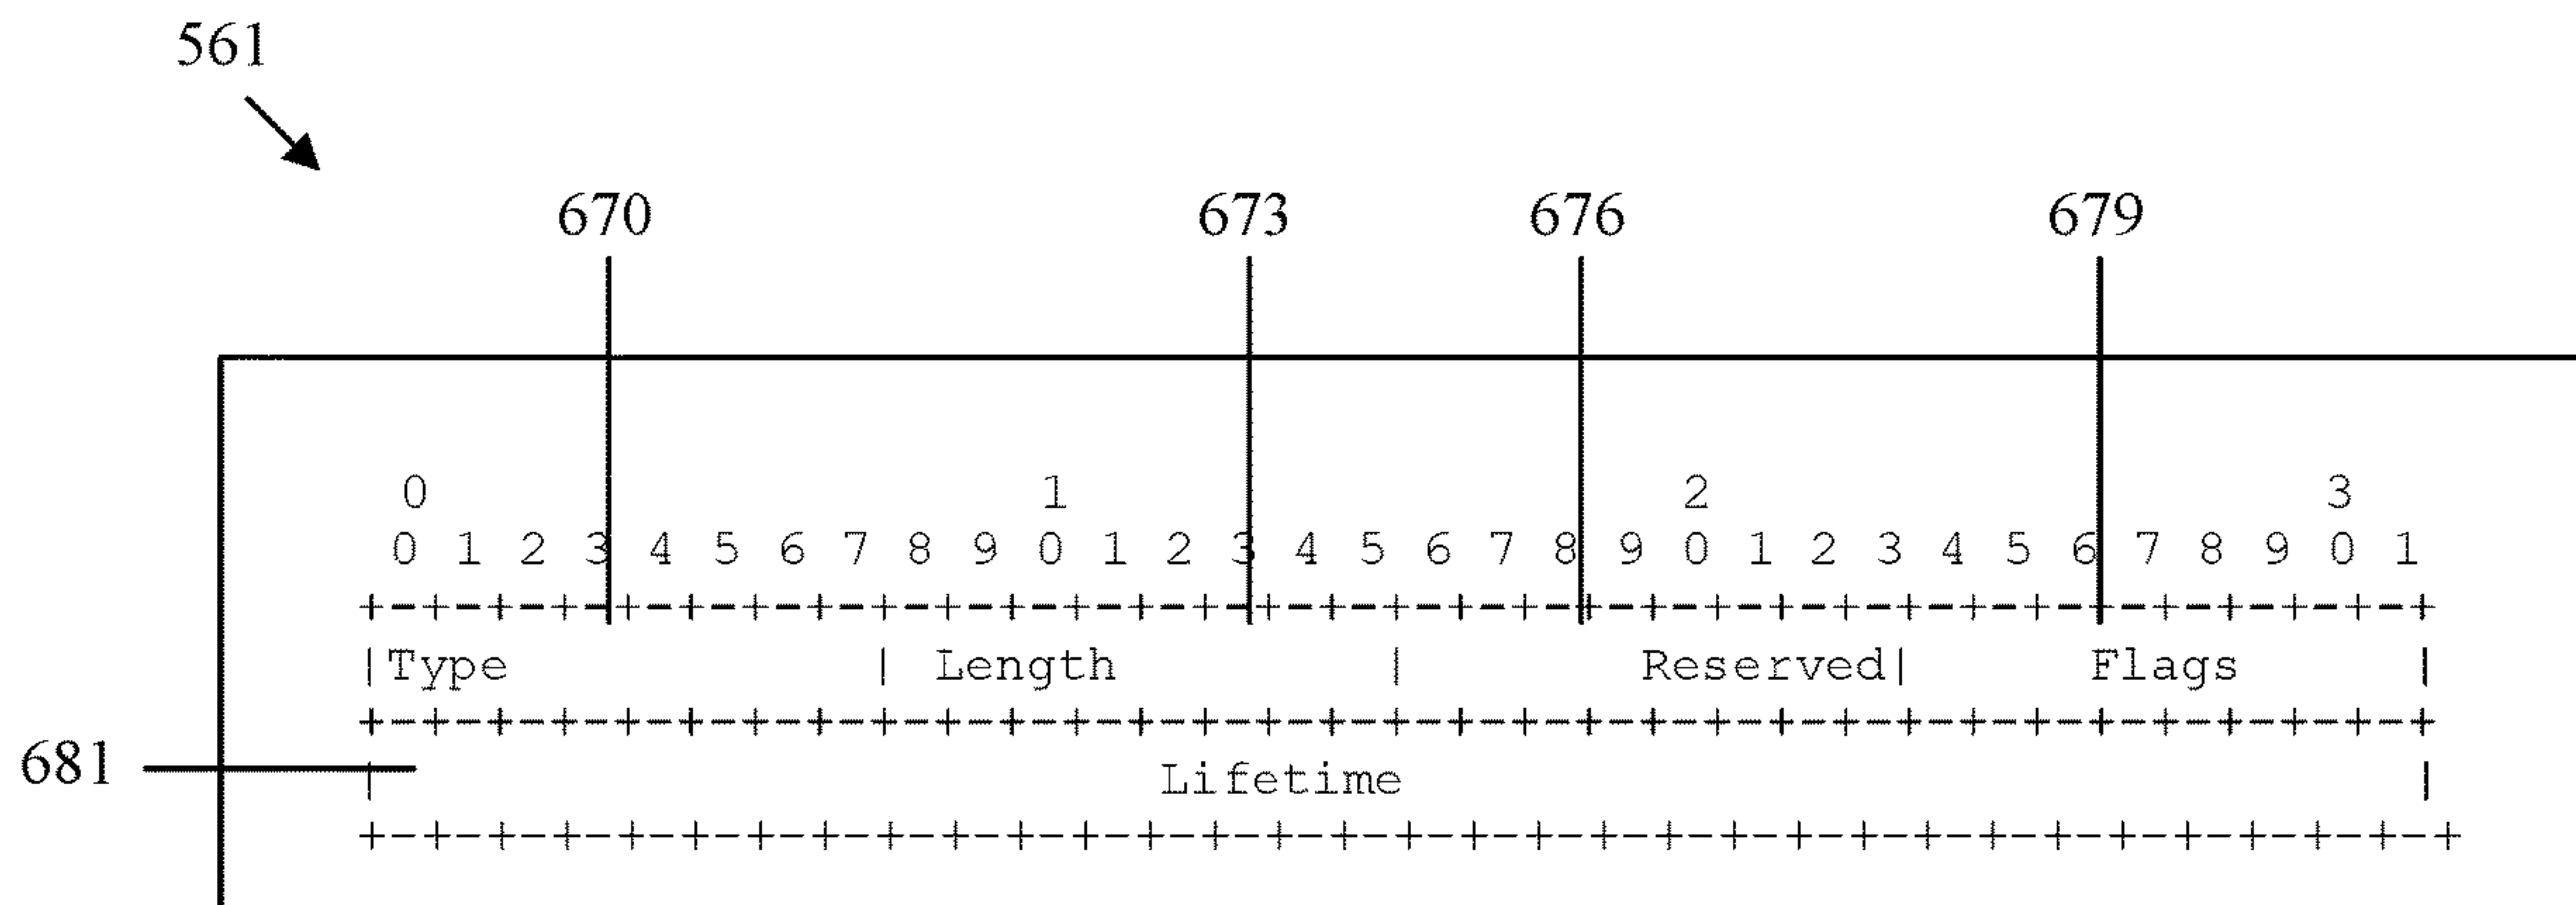 561
670 673 676 679
0 1 2 3
0 1 2 3 4 5 6 7 8 9 0 1 2 3 4 5 6 7 8 9 0 1 2 3 4 5 6 7 8 9 0 1
+-+-+-+-+-+-+-+-+-+-+-+-+-+-+-+-+-+-+-+-+-+-+-+-+-+-+-+-+-+-+-+-+
|Type | Length | Reserved| Flags |
+-+-+-+-+-+-+-+-+-+-+-+-+-+-+-+-+-+-+-+-+-+-+-+-+-+-+-+-+-+-+-+-+
681 | Lifetime |
+-+-+-+-+-+-+-+-+-+-+-+-+-+-+-+-+-+-+-+-+-+-+-+-+-+-+-+-+-+-+-+-+